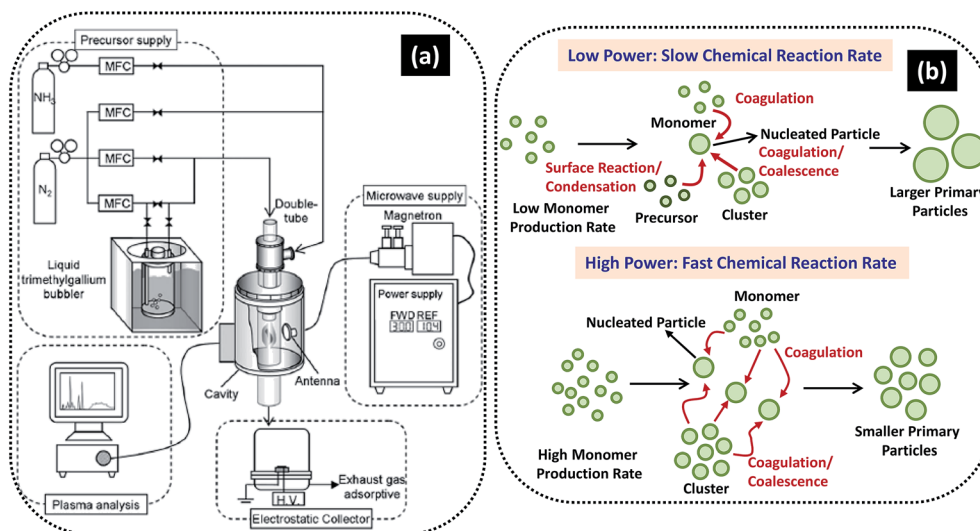 Precursor supply
(a)
MFC
NH3
MFC
MFC
N2
MFC
Double-
tube
Microwave supply
Magnetron
Liquid
trimethylgallium
bubbler
Power supply
FWD REF
300 104
Antenna
Cavity
Plasma analysis
Exhaust gas
adsorptive
H.V.
Electrostatic Collector
(b)
Low Power: Slow Chemical Reaction Rate
Coagulation
Monomer
Nucleated Particle
Surface Reaction/
Condensation
Coagulation/
Coalescence
Low Monomer
Production Rate
Precursor
Cluster
Larger Primary
Particles
High Power: Fast Chemical Reaction Rate
Monomer
Nucleated Particle
Coagulation
High Monomer
Production Rate
Cluster
Coagulation/
Coalescence
Smaller Primary
Particles